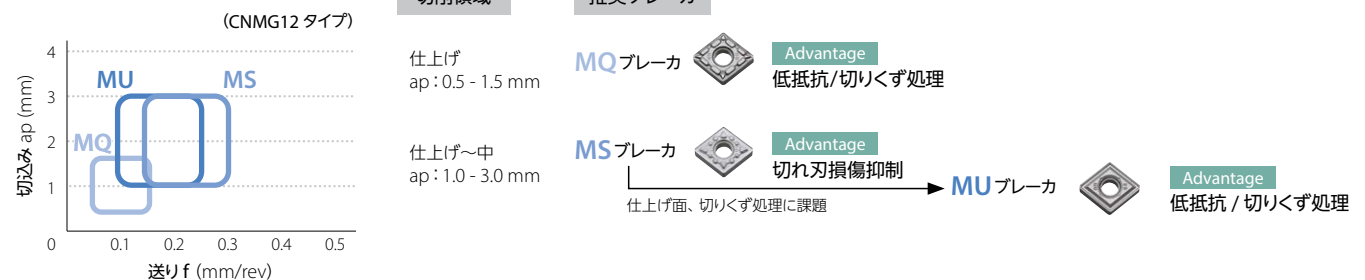 (CNMG12 タイプ)
切込み ap (mm)
4
3
2
1
0
0.1
0.2
0.3
0.4
0.5
送り f (mm/rev)
MU
MS
MQ
切削領域
仕上げ
ap：0.5 - 1.5 mm
MQ ブレーカ
Advantage
低抵抗/切りくず処理
仕上げ～中
ap：1.0 - 3.0 mm
MS ブレーカ
Advantage
切れ刃損傷抑制
仕上げ面、切りくず処理に課題
MU ブレーカ
Advantage
低抵抗 / 切りくず処理